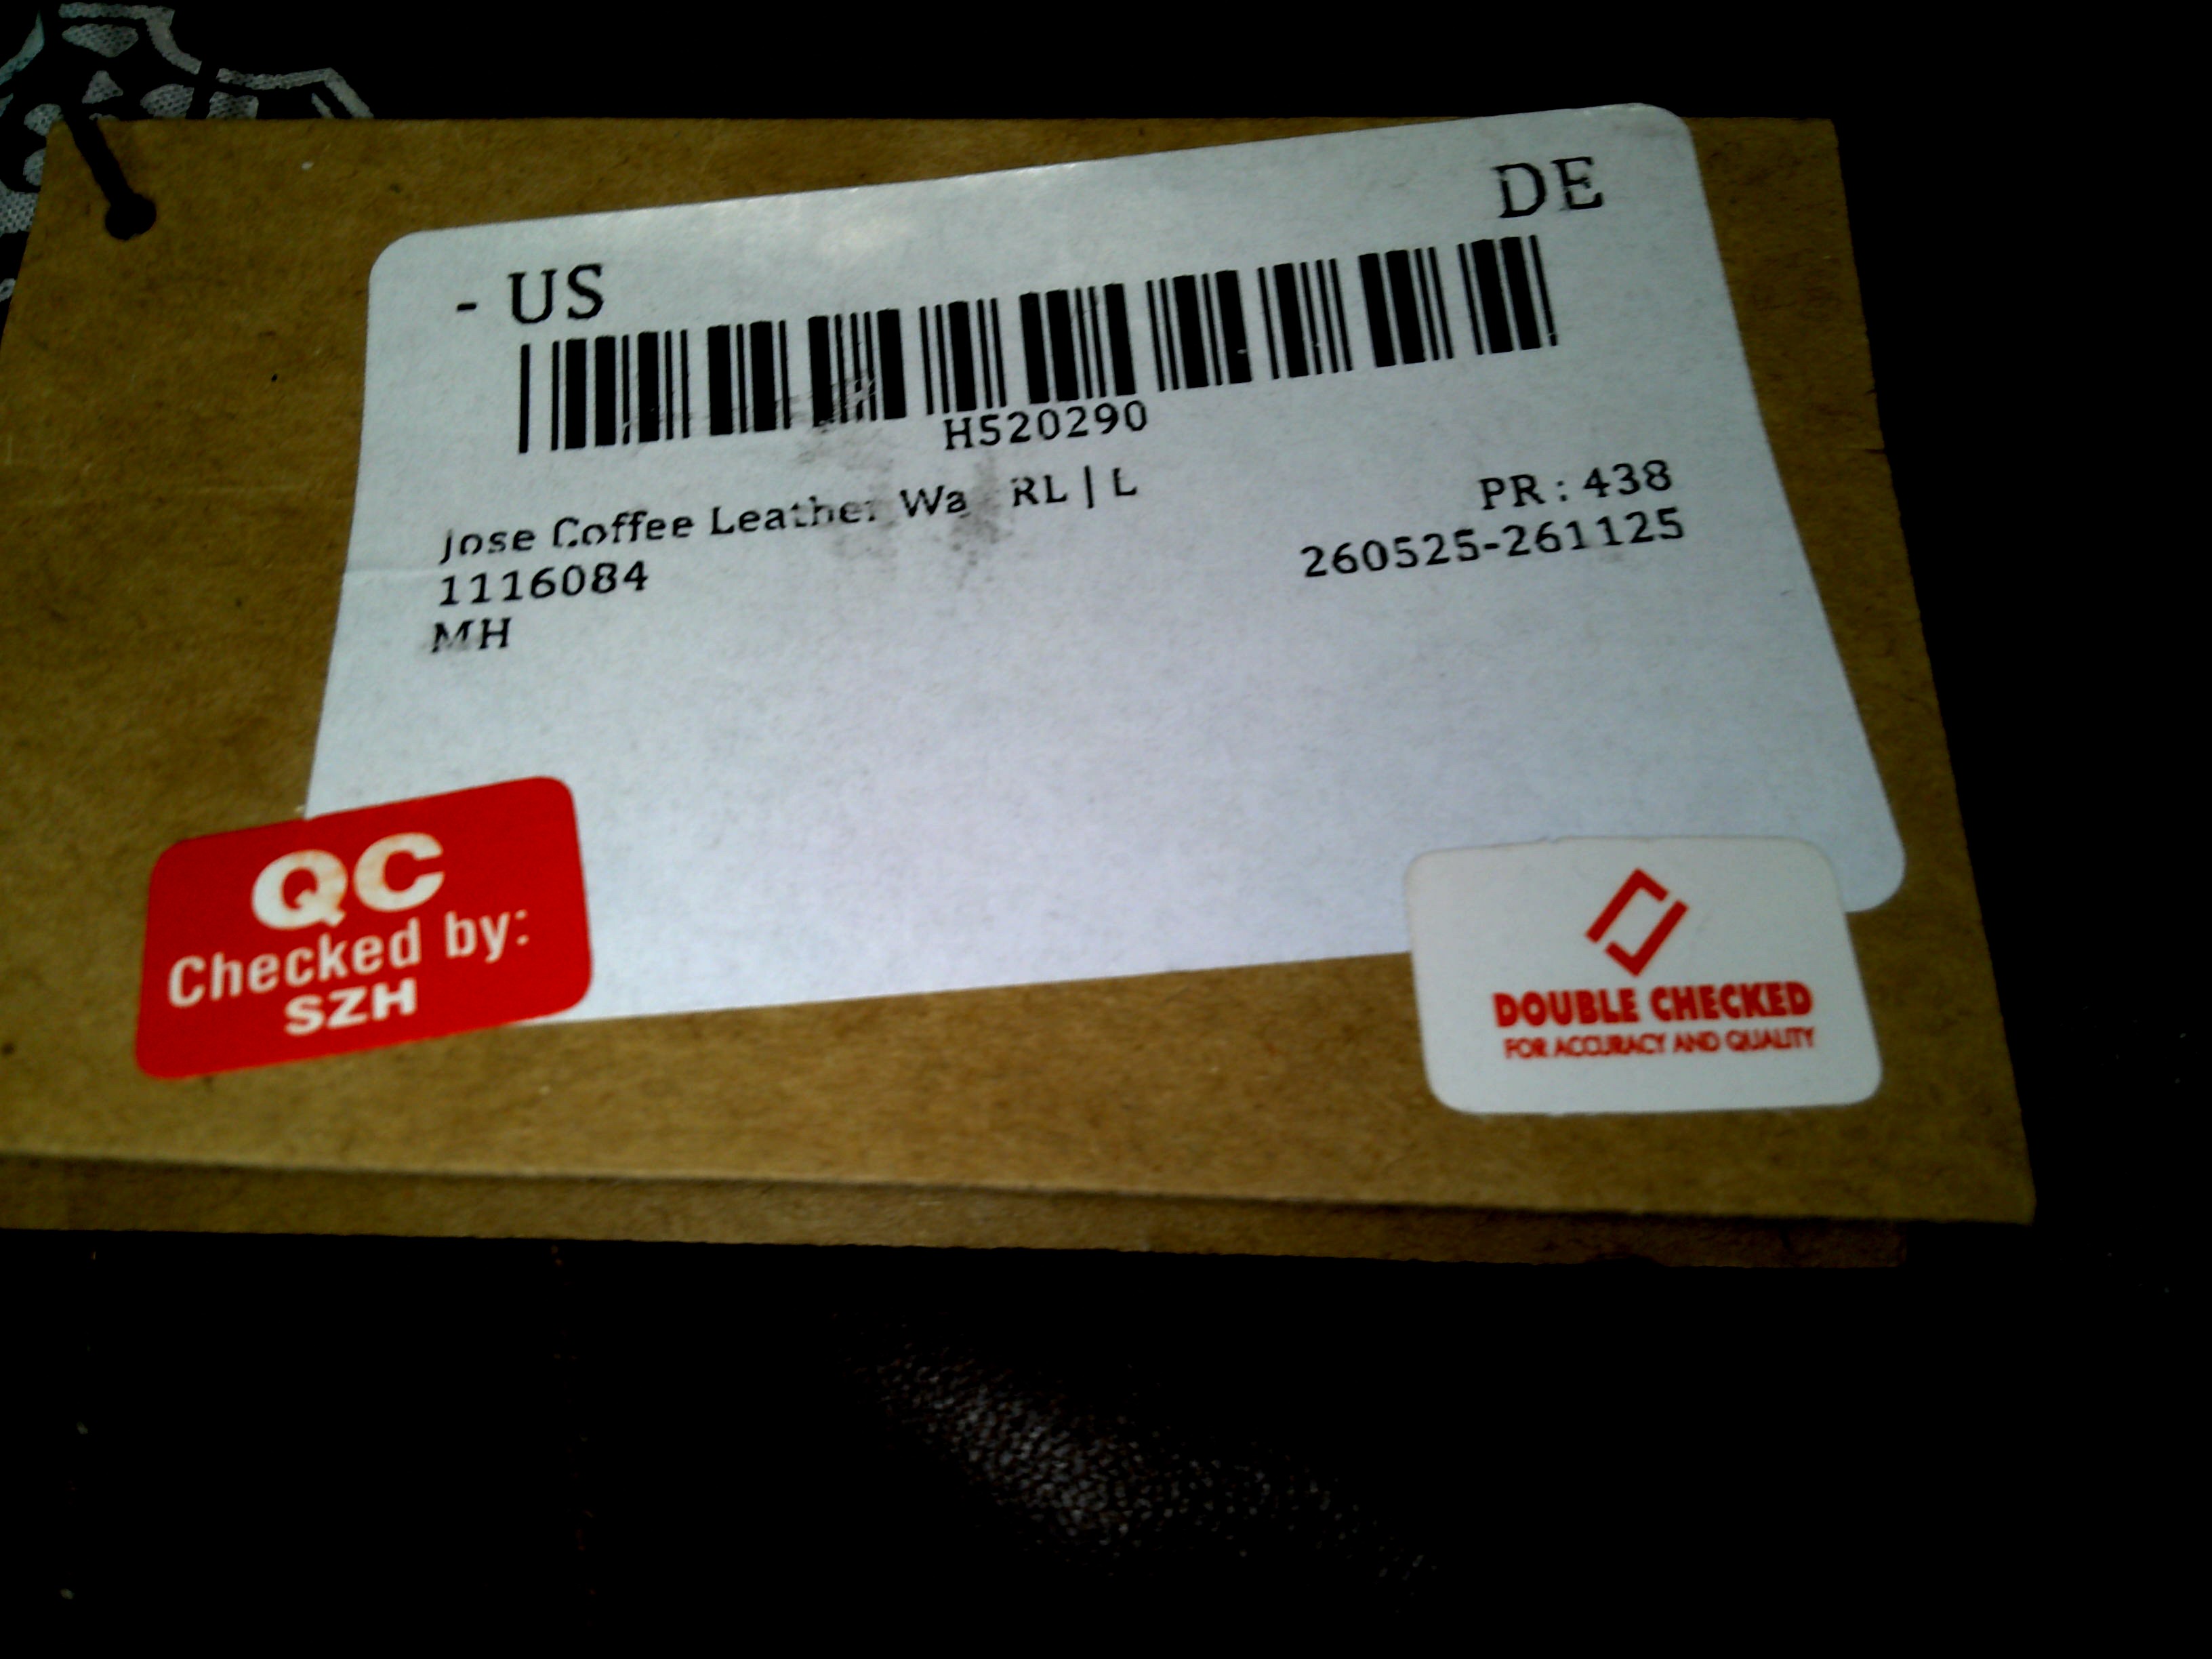 - US
DE
H520290
Jose Coffee Leather RL | L
PR : 438
1116084
260525-261125
MH
QC
Checked by:
SZH
DOUBLE CHECKED
FOR ACCURACY AND QUALITY